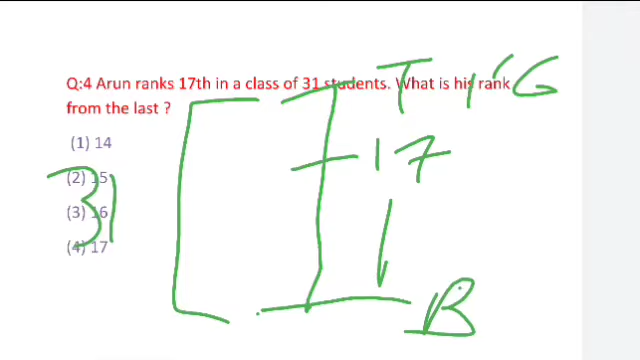 Q:4 Arun ranks 17th in a class of 31 students. What is his rank
from the last ?
(1) 14
(2) 15
(3) 16
(4) 17
31
T
17
B